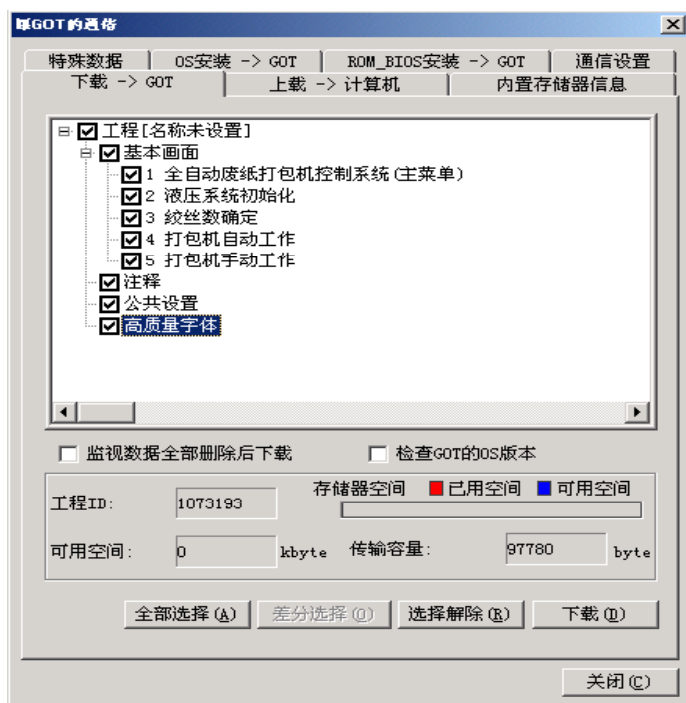 跟GOT的通信
特殊数据 OS安装 -> GOT ROM_BIOS安装 -> GOT 通信设置
下载 -> GOT 上载 -> 计算机 内置存储器信息
工程[名称未设置]
基本画面
1 全自动废纸打包机控制系统(主菜单)
2 液压系统初始化
3 绞丝数确定
4 打包机自动工作
5 打包机手动工作
注释
公共设置
高质量字体
监视数据全部删除后下载 检查GOT的OS版本
存储器空间 已用空间 可用空间
工程ID: 1073193
可用空间: 0 kbyte 传输容量: 97780 byte
全部选择(A) 差分选择(O) 选择解除(R) 下载(D)
关闭(C)